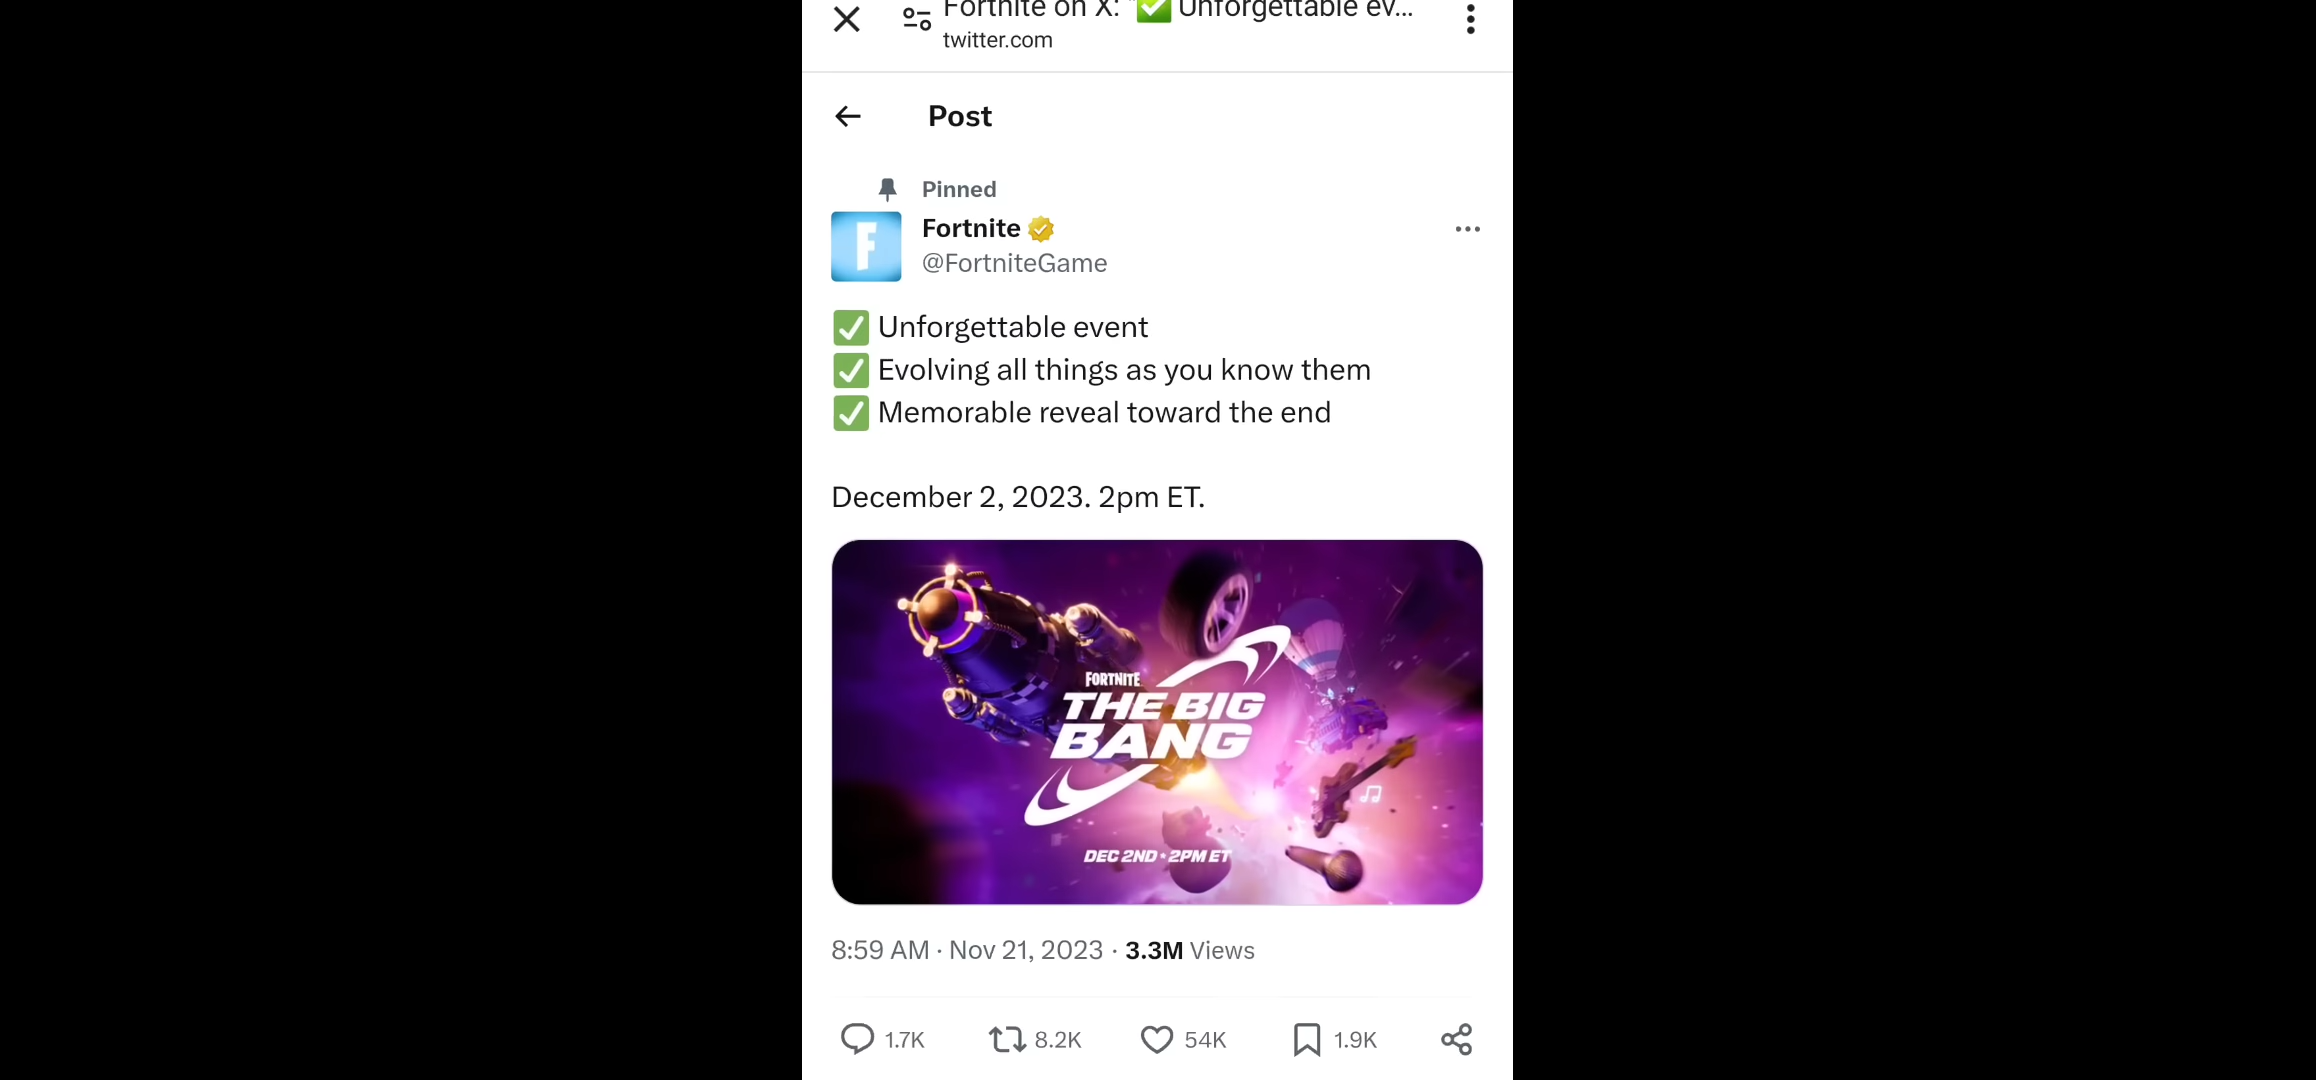 Fortnite on X: "✅ Unforgettable ev...
twitter.com
Post
Pinned
Fortnite
@FortniteGame
✅ Unforgettable event
✅ Evolving all things as you know them
✅ Memorable reveal toward the end
December 2, 2023. 2pm ET.
FORTNITE
THE BIG
BANG
DEC 2ND • 2PM ET
8:59 AM · Nov 21, 2023 · 3.3M Views
1.7K 8.2K 54K 1.9K